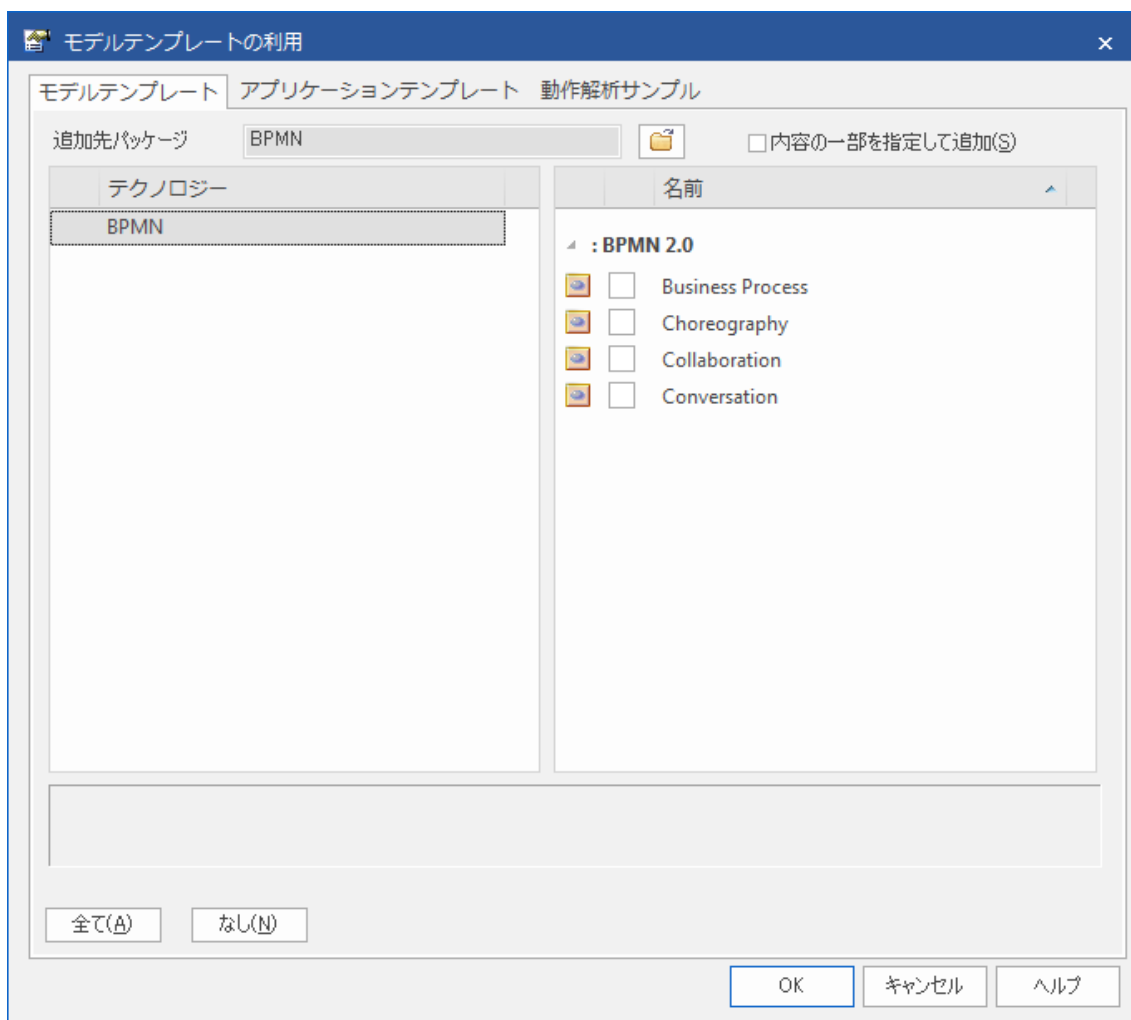 モデルテンプレートの利用
モデルテンプレート アプリケーションテンプレート 動作解析サンプル
追加先パッケージ BPMN 内容の一部を指定して追加(S)
テクノロジー 名前
BPMN
: BPMN 2.0
Business Process
Choreography
Collaboration
Conversation
全て(A) なし(N)
OK キャンセル ヘルプ